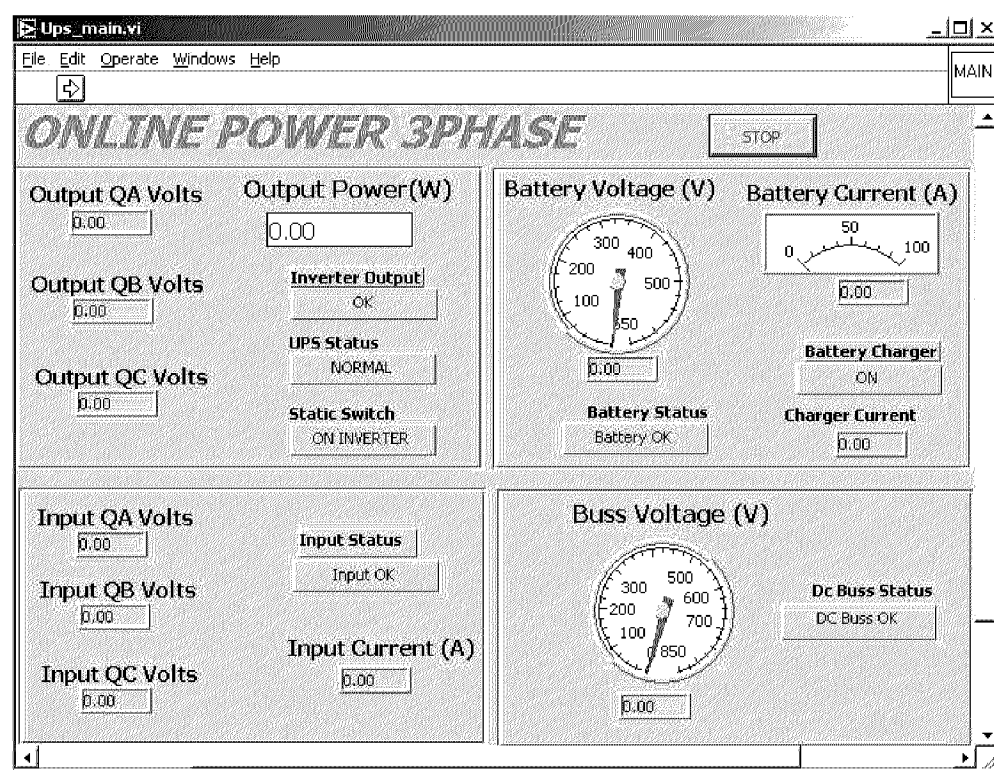 Ups_main.vi
File Edit Operate Windows Help
MAIN
ONLINE POWER 3PHASE
STOP
Output QA Volts
0.00
Output QB Volts
0.00
Output QC Volts
0.00
Output Power(W)
0.00
Inverter Output
OK
UPS Status
NORMAL
Static Switch
ON INVERTER
Battery Voltage (V)
300 400
200 500
100
650
0.00
Battery Status
Battery OK
Battery Current (A)
50
0 100
0.00
Battery Charger
ON
Charger Current
0.00
Input QA Volts
0.00
Input QB Volts
0.00
Input QC Volts
0.00
Input Status
Input OK
Input Current (A)
0.00
Buss Voltage (V)
300 500
600
200
100 700
0 850
0.00
Dc Buss Status
DC Buss OK